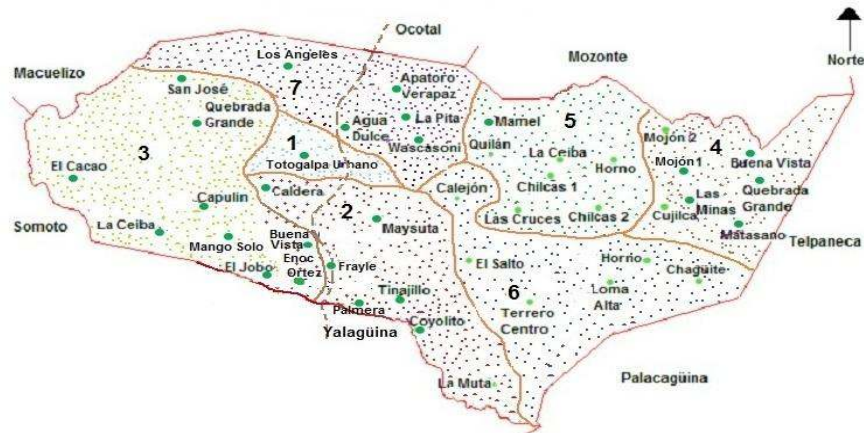 Ocotal
Macuelizo
Mozonte
Norte
Los Angeles
San José
7
Apatoro
Verapaz
Quebrada
Grande
Agua
Dulce
La Pita
Wascasoni
Mamel
5
Mojón 2
4
3
1
Totogalpa Urbano
Quilán
La Ceiba
Horno
Mojón1
Buena Vista
El Cacao
Caldera
Calejón
Chilcas 1
Las
Minas
Quebrada
Grande
Capulin
2
Maysuta
Las Cruces
Chilcas 2
Cujilca
Matasano
Somoto
La Ceiba
Mango Solo
Buena
Vista
Enoc
Ortez
Frayle
El Jobo
El Salto
Horno
Chaguite
Telpaneca
6
Loma
Alta
Tinajillo
Palmera
Terrero
Centro
Yalagüina
Coyolito
La Muta
Palacagüina